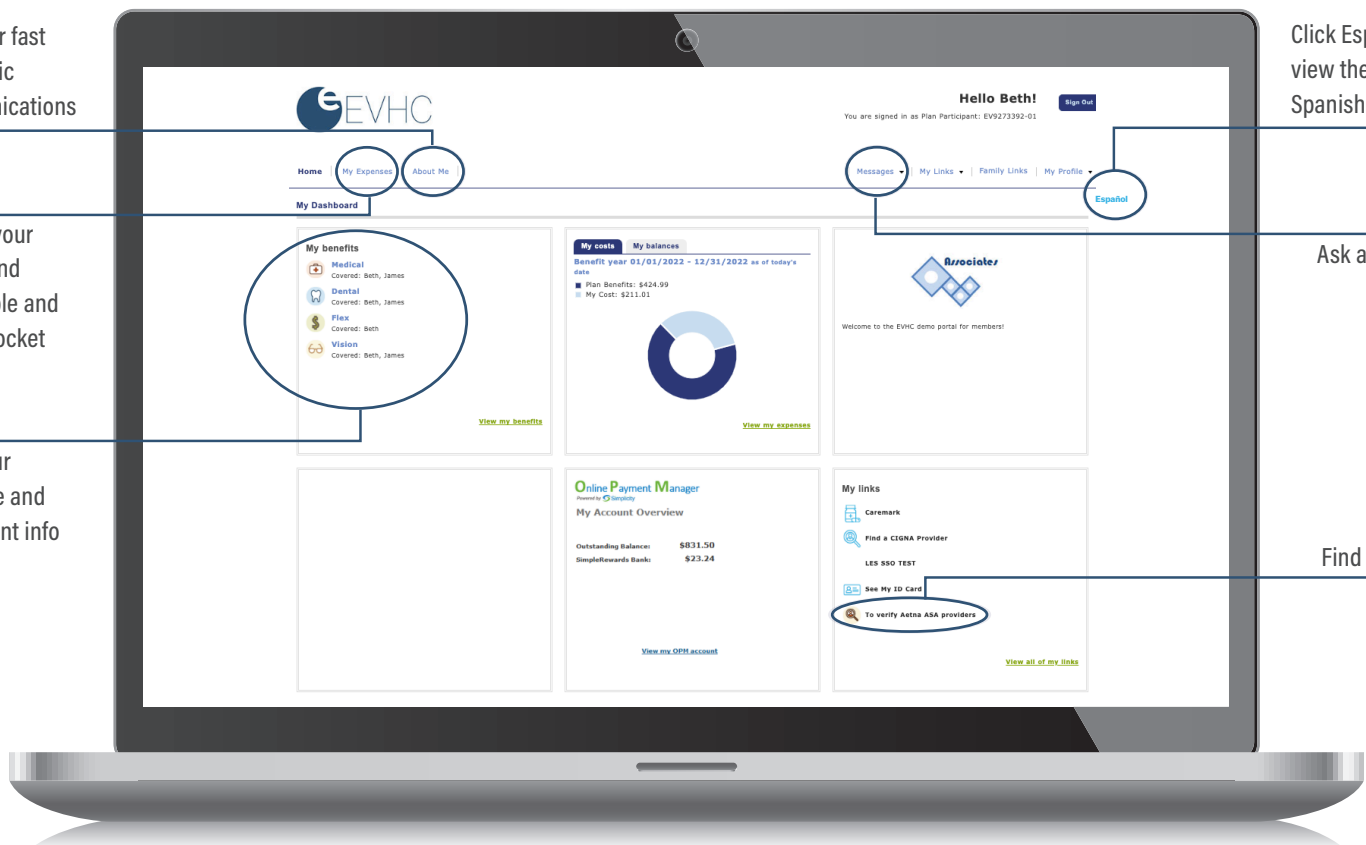 r fast
ic
nications
your
nd
ole and
ocket
ur
e and
nt info
Click Esp
view the
Spanish
Ask a
Find
e
EVHC
Hello Beth!
Sign Out
You are signed in as Plan Participant: EV9273392-01
Home | My Expenses | About Me |
Messages | My Links | Family Links | My Profile
My Dashboard
Español
My benefits
Medical
Covered: Beth, James
Dental
Covered: Beth, James
Flex
Covered: Beth
Vision
Covered: Beth, James
View my benefits
My costs My balances
Benefit year 01/01/2022 - 12/31/2022 as of today's
date
Plan Benefits: $424.99
My Cost: $211.01
View my expenses
Associates
Welcome to the EVHC demo portal for members!
Online Payment Manager
Powered by Simplicity
My Account Overview
Outstanding Balance: $831.50
SimpleRewards Bank: $23.24
View my OPM account
My links
Caremark
Find a CIGNA Provider
LES SSO TEST
See My ID Card
To verify Aetna ASA providers
View all of my links